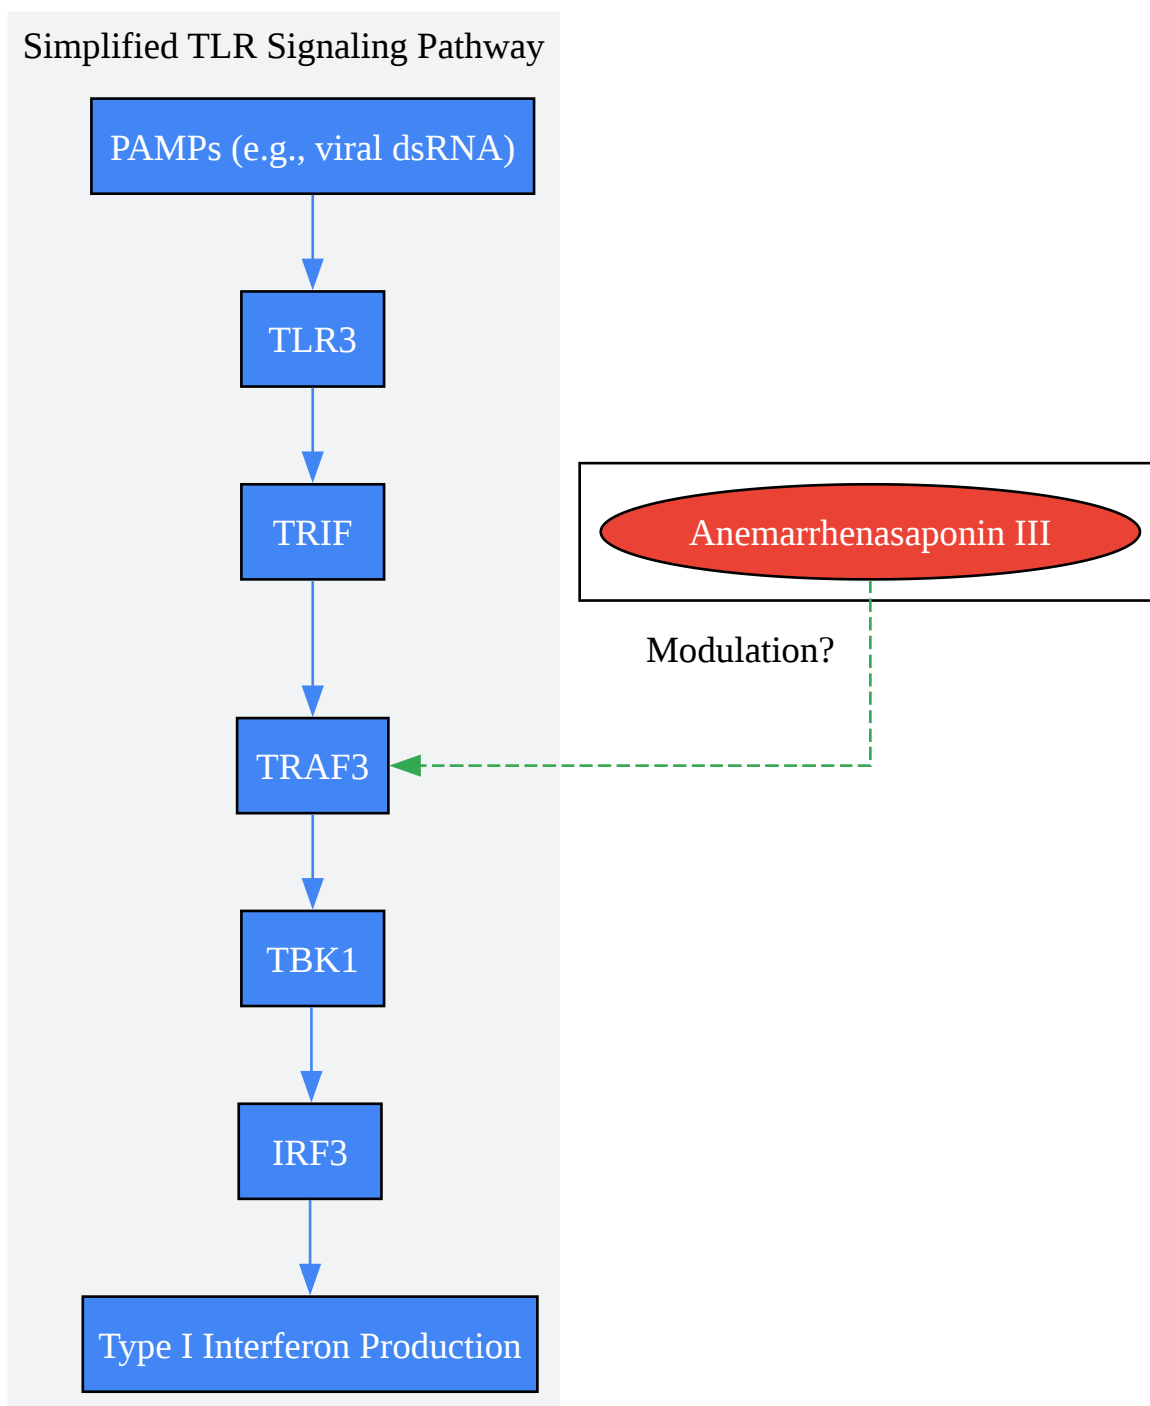 Simplified TLR Signaling Pathway
PAMPs (e.g., viral dsRNA)
TLR3
TRIF
Anemarrhenasaponin III
Modulation?
TRAF3
TBK1
IRF3
Type I Interferon Production